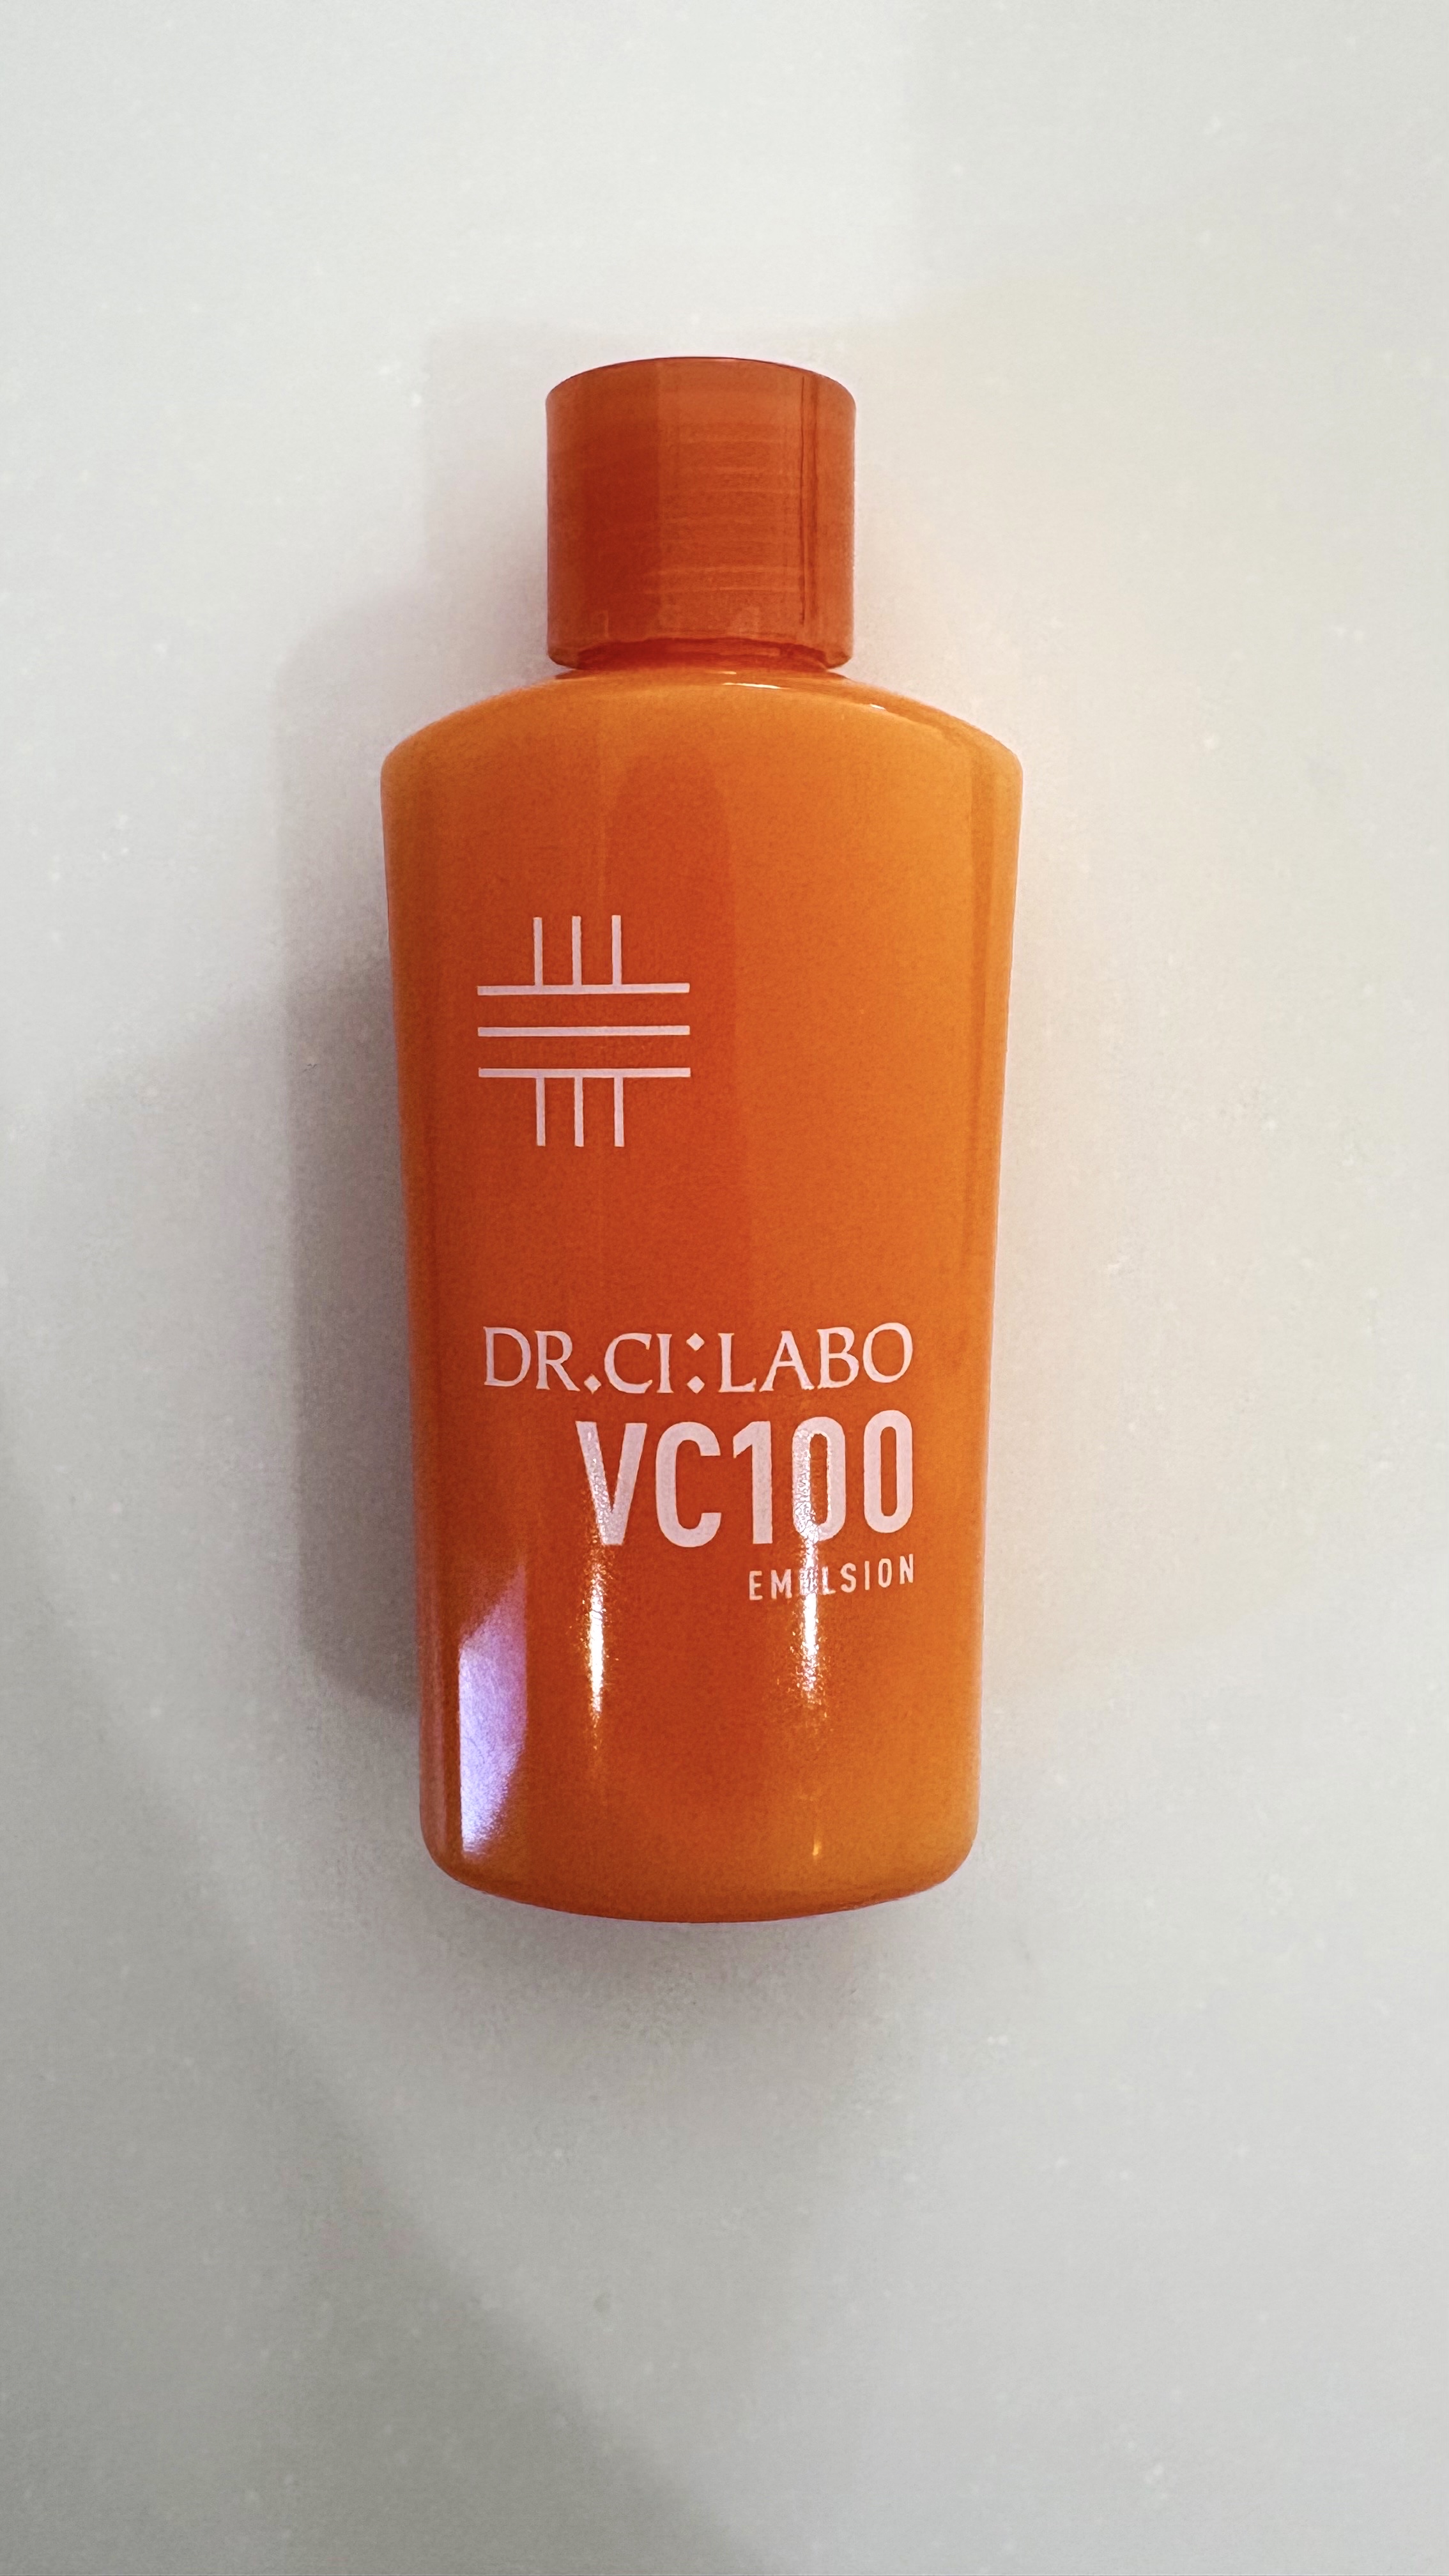 DR.CI:LABO
VC100
EMULSION